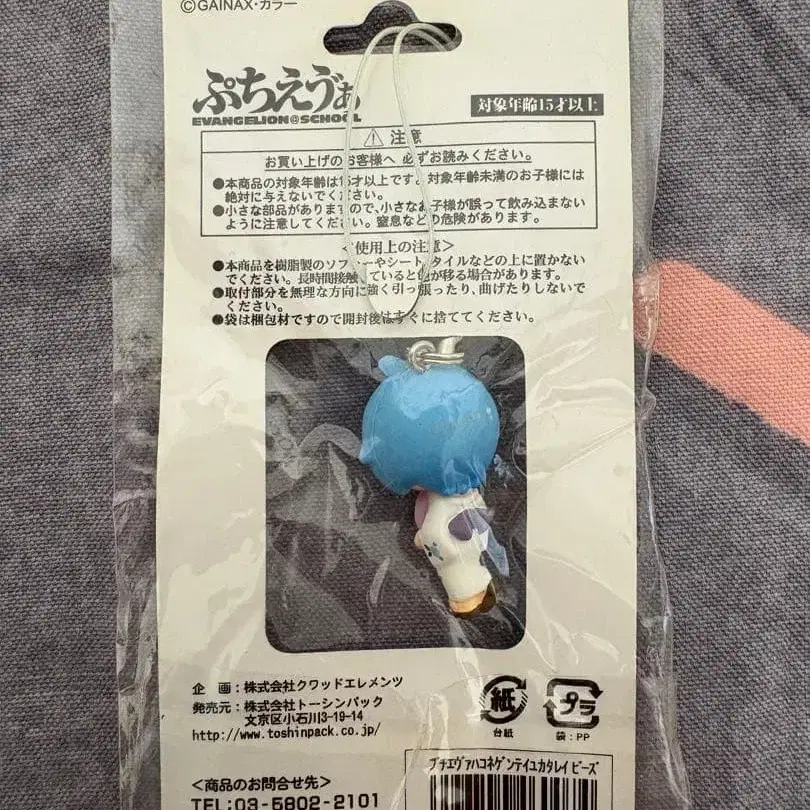 ©GAINAX・カラー
ぷちえゔぁ
EVANGELION@SCHOOL
対象年齢15才以上
⚠ 注意
お買い上げのお客様へ 必ずお読みください。
●本商品の対象年齢は15才以上です。対象年齢未満のお子様には
絶対に与えないでください。
●小さな部品がありますので、小さなお子様が誤って飲み込まない
ように注意してください。窒息などの危険があります。
<使用上の注意>
●本商品を樹脂製のソファーやシート、タイルなどの上に置かない
でください。長時間接触していると色が移る場合があります。
●取付部分を無理な方向に強く引っ張ったり、曲げたりしないで
ください。
●袋は梱包材ですので開封後はすぐに捨ててください。
企 画：株式会社クワッドエレメンツ
発売元：株式会社トーシンパック
文京区小石川3-19-14
http://www.toshinpack.co.jp/
紙
台紙
プラ
袋：PP
プチエヴァハコネゲンテイユカタレイ ビーズ
<商品のお問合せ先>
TEL:03-5802-2101